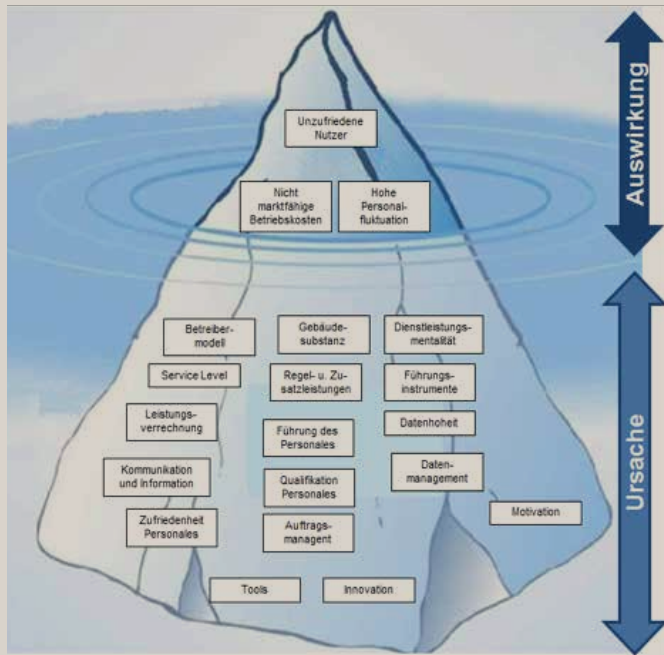 Unzufriedene
Nutzer
Nicht
marktfähige
Betriebskosten
Hohe
Personal-
fluktuation
Auswirkung
Betreiber-
modell
Gebäude-
substanz
Dienstleistungs-
mentalität
Service Level
Regel- u. Zu-
satzleistungen
Führungs-
instrumente
Leistungs-
verrechnung
Führung des
Personales
Datenhoheit
Kommunikation
und Information
Qualifikation
Personales
Daten-
management
Zufriedenheit
Personales
Auftrags-
managent
Motivation
Tools
Innovation
Ursache